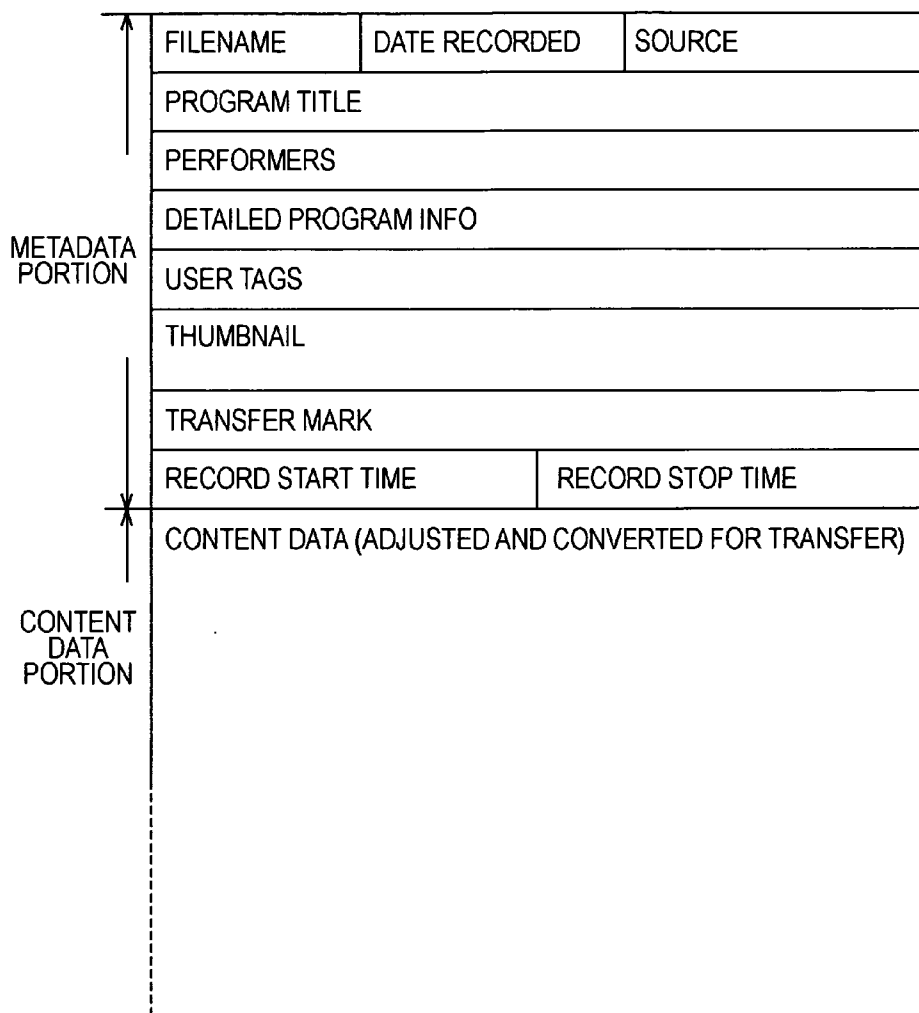 FILENAME DATE RECORDED SOURCE
PROGRAM TITLE
PERFORMERS
DETAILED PROGRAM INFO
METADATA
PORTION
USER TAGS
THUMBNAIL
TRANSFER MARK
RECORD START TIME RECORD STOP TIME
CONTENT DATA (ADJUSTED AND CONVERTED FOR TRANSFER)
CONTENT
DATA
PORTION